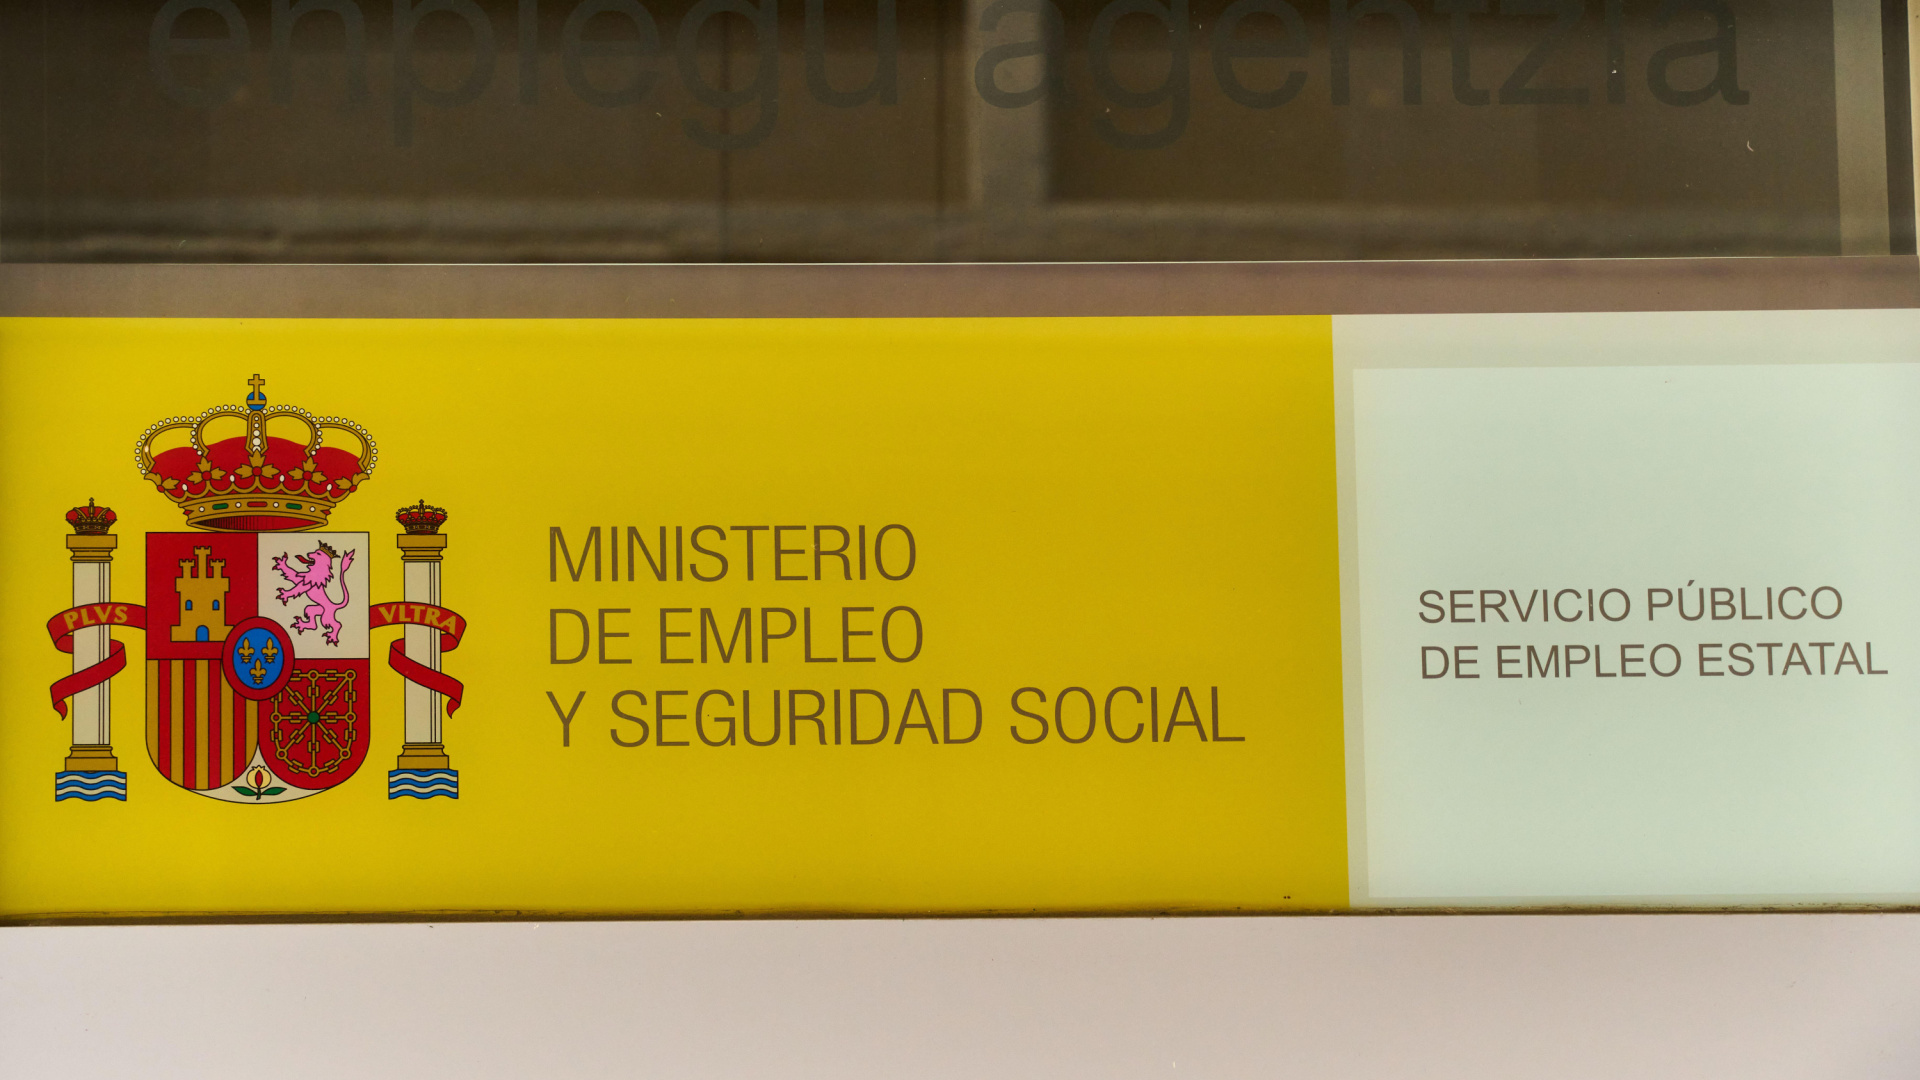 enplegu agentzia
MINISTERIO
DE EMPLEO
Y SEGURIDAD SOCIAL
PLVS VLTRA
SERVICIO PÚBLICO
DE EMPLEO ESTATAL